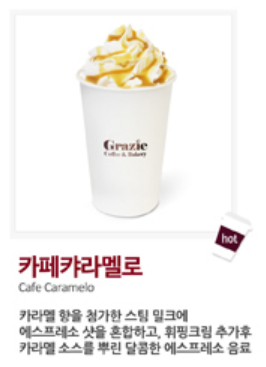 Grazie
Coffee & Bakery
hot
카페캬라멜로
Cafe Caramelo
캬라멜 향을 첨가한 스팀 밀크에
에스프레소 샷을 혼합하고, 휘핑크림 추가후
캬라멜 소스를 뿌린 달콤한 에스프레소 음료